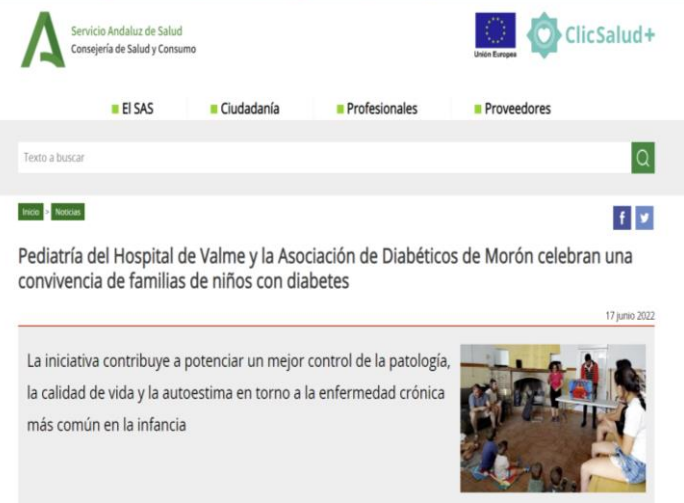 Servicio Andaluz de Salud
Consejería de Salud y Consumo
Unión Europea
ClicSalud+
El SAS
Ciudadanía
Profesionales
Proveedores
Texto a buscar
Inicio > Noticias
f
Pediatría del Hospital de Valme y la Asociación de Diabéticos de Morón celebran una
convivencia de familias de niños con diabetes
17 junio 2022
La iniciativa contribuye a potenciar un mejor control de la patología,
la calidad de vida y la autoestima en torno a la enfermedad crónica
más común en la infancia